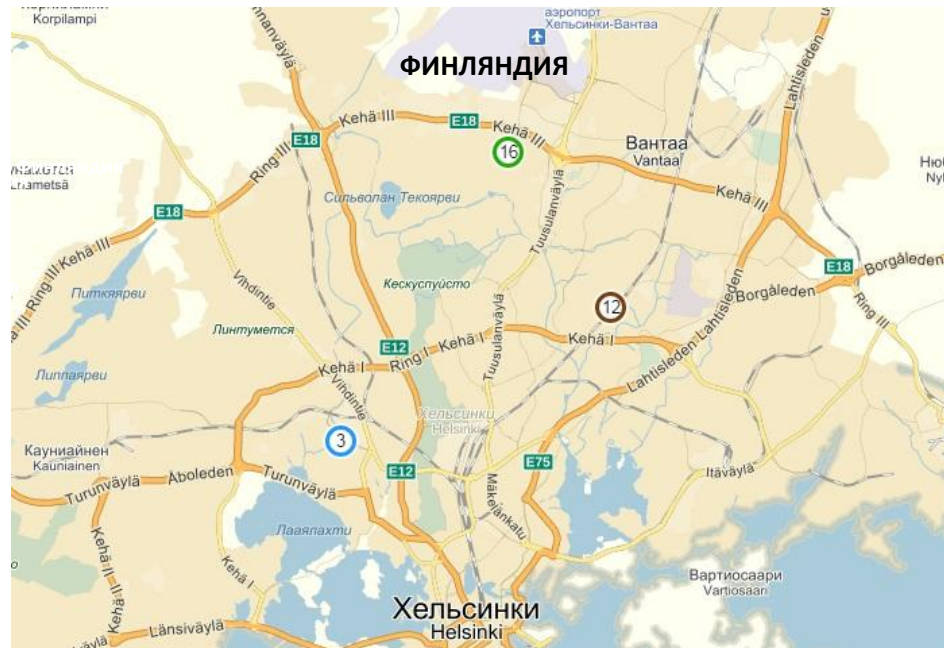 Korpilampi
аэропорт
Хельсинки-Вантаа
ФИНЛЯНДИЯ
Lahtisleden
Kehä III
E18
Kehä III
E18
16
Вантаа
Vantaa
Ring III
Kehä III
Сильволан Текоярви
Tuusulanväylä
E18
Kehä III
Питкяярви
Ring III
Vihdintie
Кескуспуйсто
E18
Borgåleden
Borgåleden
Линтумется
12
Tuusulanväylä
Kehä I
Ring III
E12
Kehä I
Ring I
Kehä I
Lahtisleden
Lahtisleden
Липпаярви
Vihdintie
Хельсинки
Helsinki
3
Кауниайнен
Kauniainen
E12
E75
Itäväylä
Turunväylä
Åboleden
Turunväylä
Mäkelänkatu
Лааялахти
Kehä I
Kehä II
Kehä II
Вартиосаари
Vartiosaari
Länsiväylä
Хельсинки
Helsinki